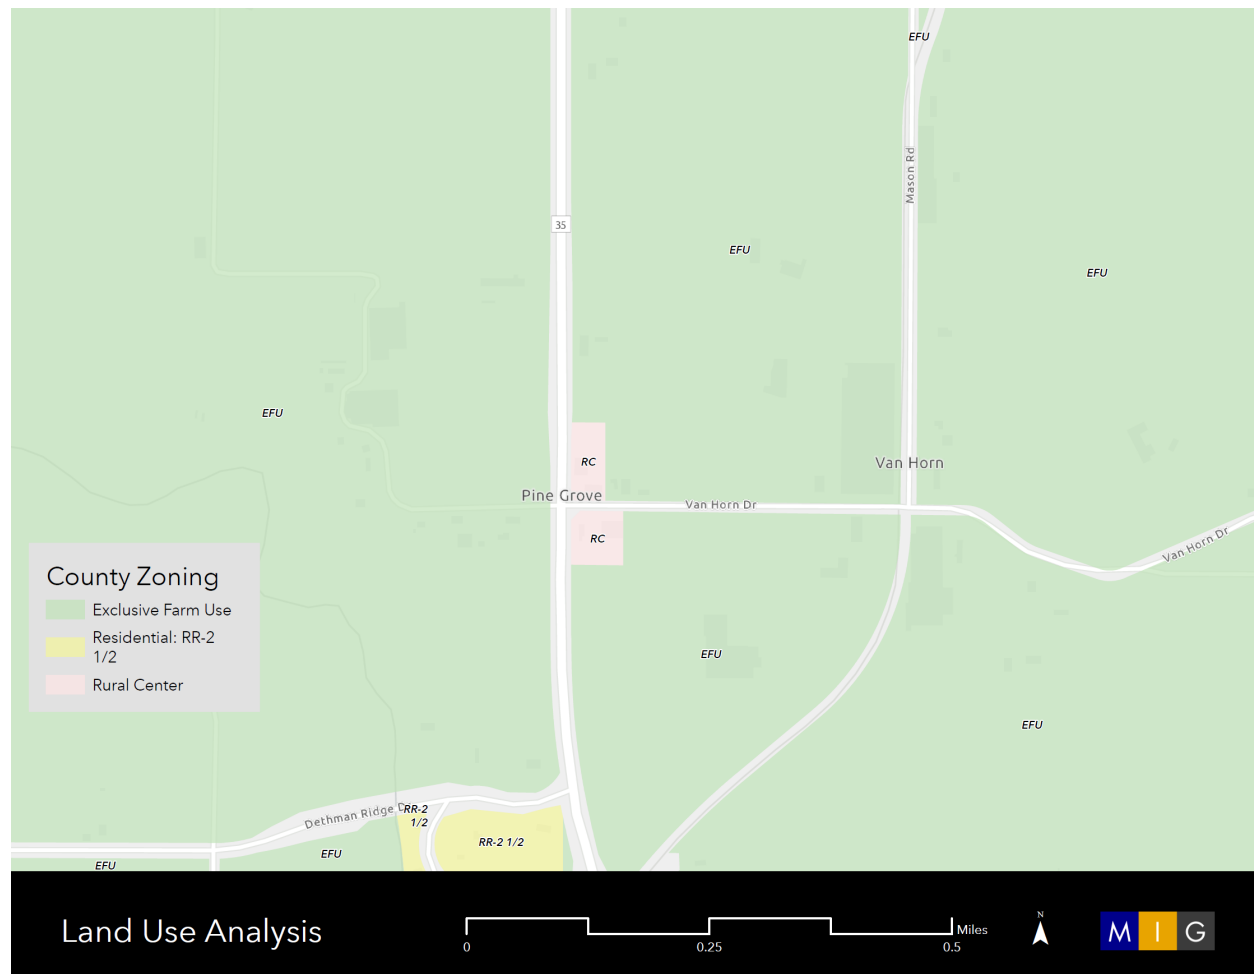 EFU
Mason Rd
35
EFU
EFU
EFU
RC
Van Horn
Pine Grove
Van Horn Dr
RC
Van Horn Dr
County Zoning
Exclusive Farm Use
Residential: RR-2
1/2
Rural Center
EFU
EFU
Dethman Ridge D
RR-2
1/2
RR-2 1/2
EFU
EFU
Land Use Analysis
0
0.25
0.5
Miles
N
M I G